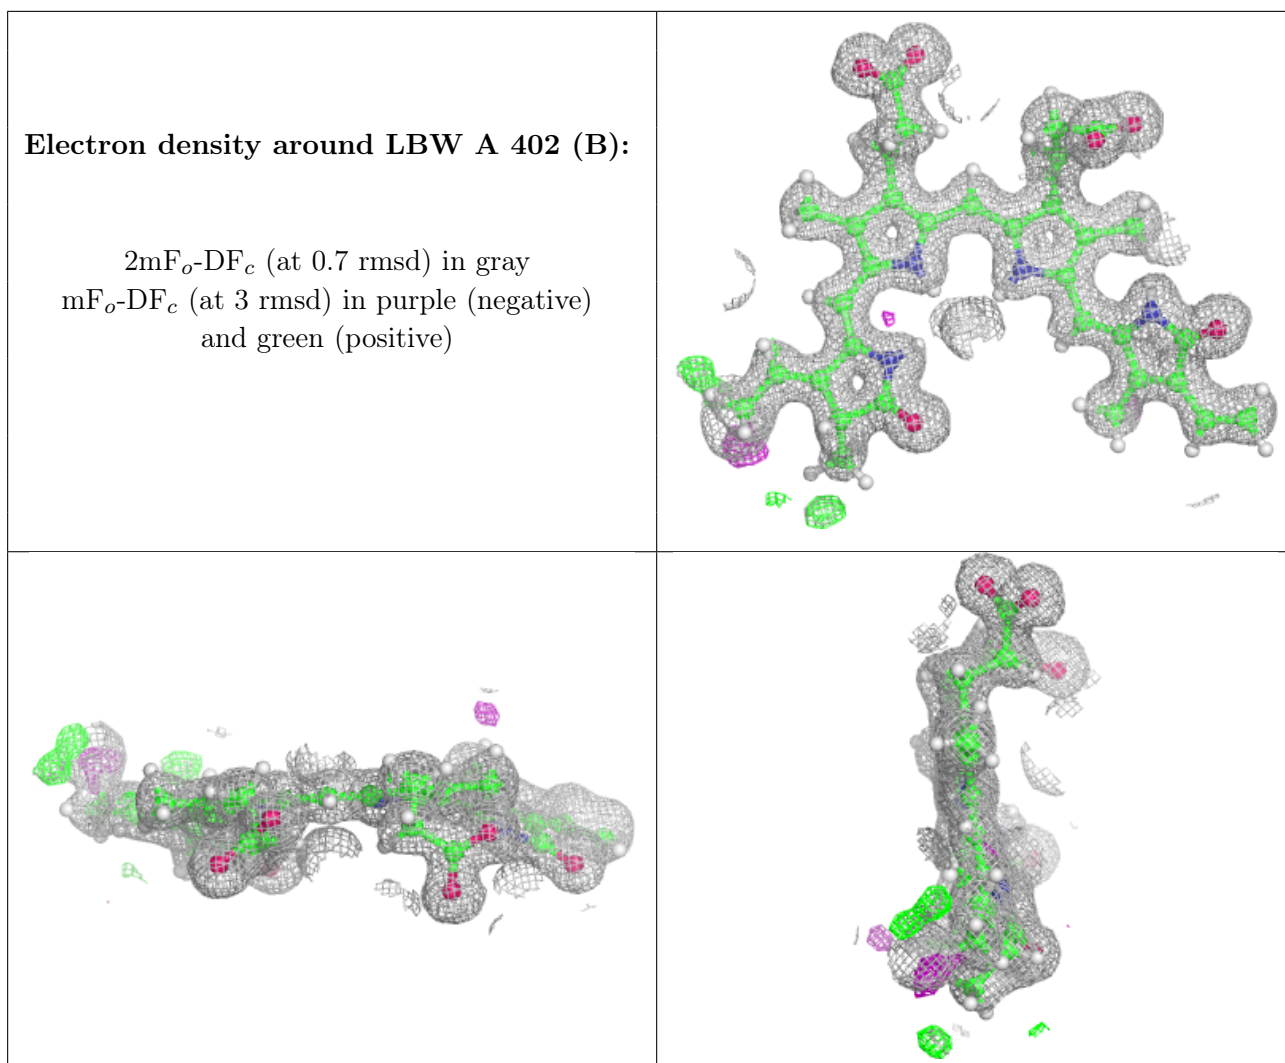 Electron density around LBW A 402 (B):
2mFo-DFc (at 0.7 rmsd) in gray
mFo-DFc (at 3 rmsd) in purple (negative)
and green (positive)